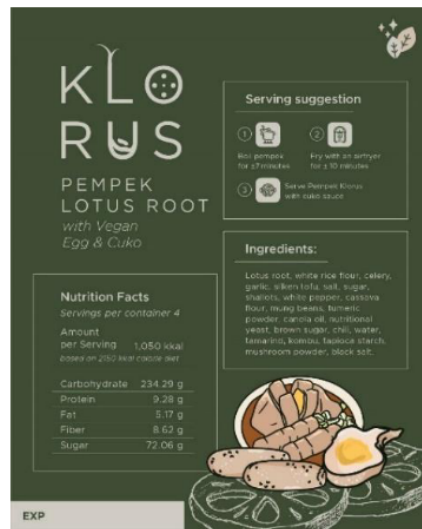 KLO
RUS
PEMPEK
LOTUS ROOT
with Vegan
Egg & Cuko
Nutrition Facts
Servings per container 4
Amount
per Serving 1,050 kkal
based on 2150 kkal calorie diet
Carbohydrate 234.29 g
Protein 9.28 g
Fat 5.17 g
Fiber 8.62 g
Sugar 72.06 g
EXP
Serving suggestion
1
2
Boil pempek
for ±7 minutes
Fry with an airfryer
for ± 10 minutes
3
Serve Pempek Klorus
with cuko sauce
Ingredients:
Lotus root, white rice flour, celery,
garlic, silken tofu, salt, sugar,
shallots, white pepper, cassava
flour, mung beans, tumeric
powder, canola oil, nutritional
yeast, brown sugar, chili, water,
tamarind, kombu, tapioca starch,
mushroom powder, black salt.